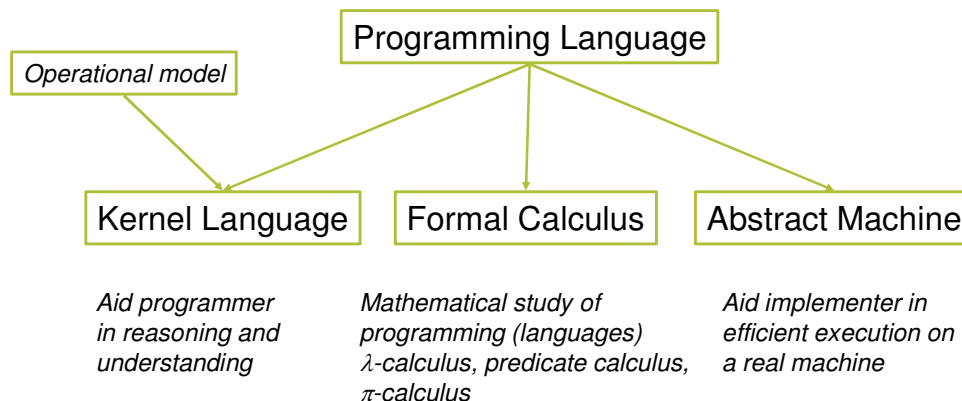 Programming Language
Operational model
Kernel Language
Formal Calculus
Abstract Machine
Aid programmer
in reasoning and
understanding
Mathematical study of
programming (languages)
λ-calculus, predicate calculus,
π-calculus
Aid implementer in
efficient execution on
a real machine